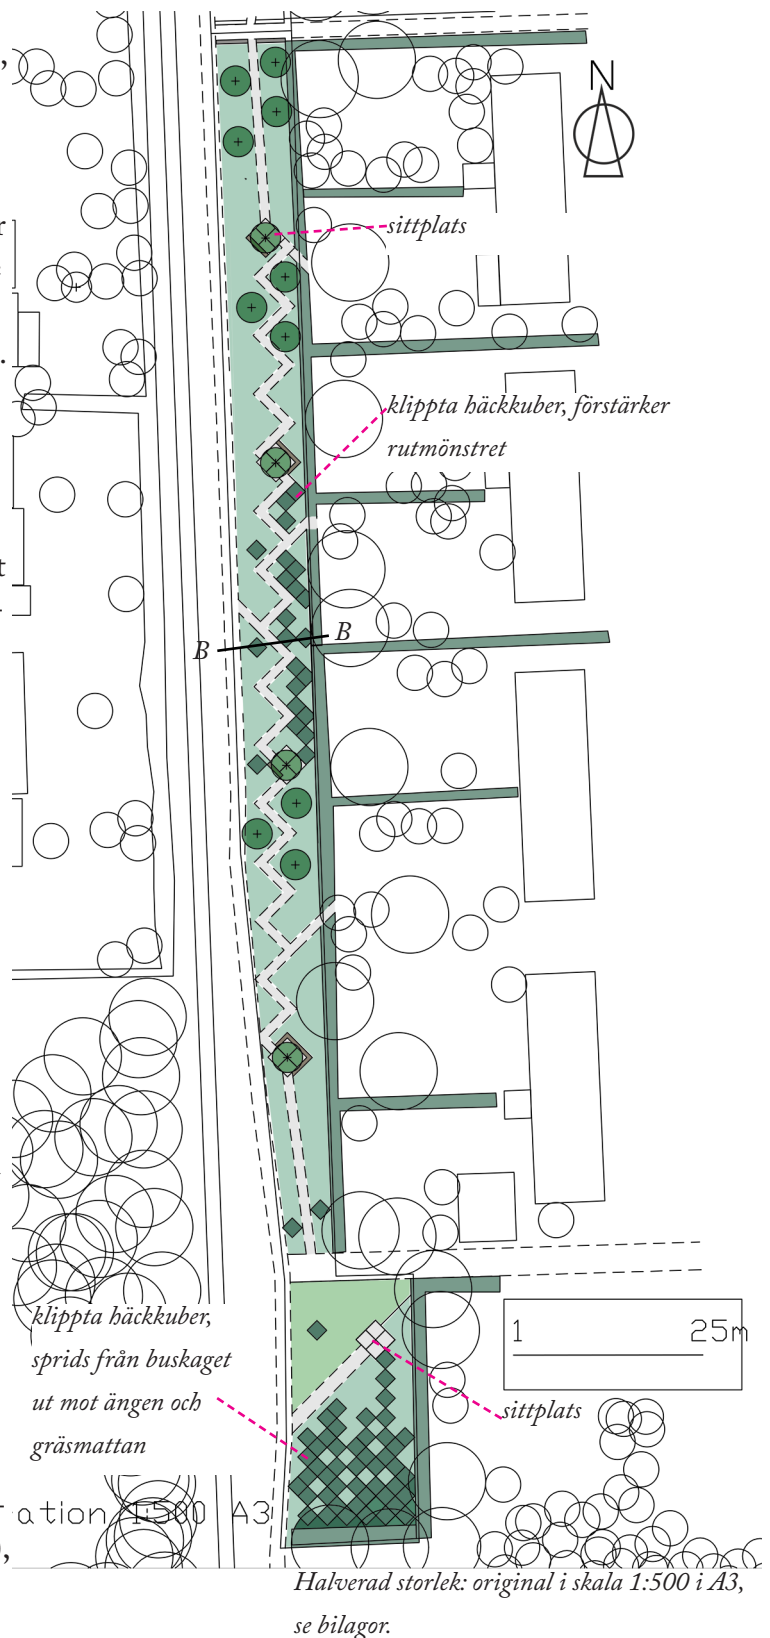 N
sittplats
klippta häckkuber, förstärker
rutmönstret
B
B
klippta häckkuber,
sprids från buskaget
ut mot ängen och
gräsmattan
1 25m
sittplats
ation 1:500 A3
Halverad storlek: original i skala 1:500 i A3,
se bilagor.